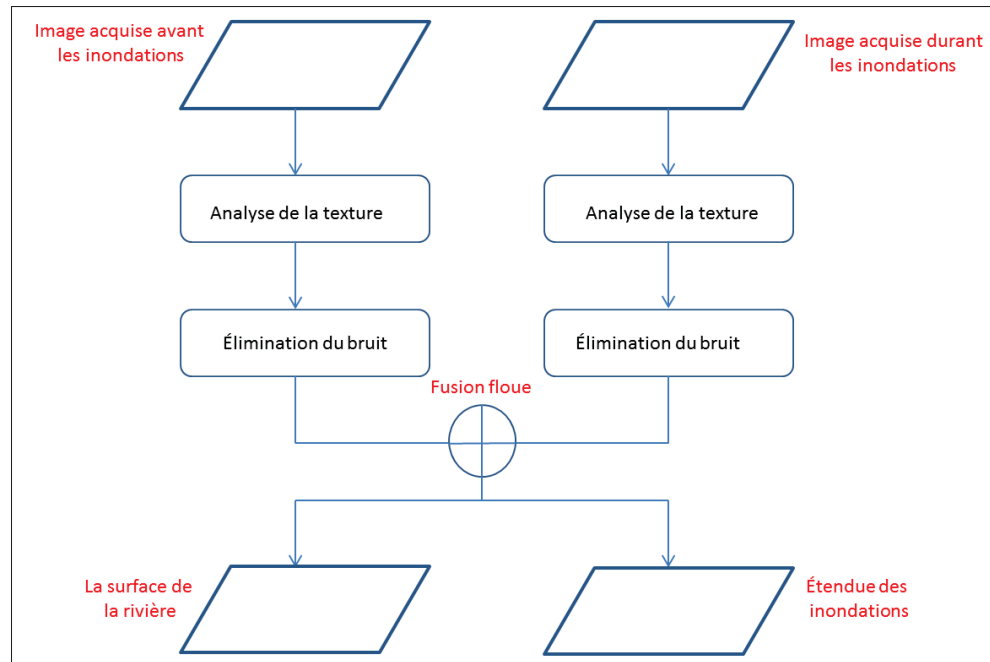 Image acquise avant
les inondations
Image acquise durant
les inondations
Analyse de la texture
Analyse de la texture
Élimination du bruit
Élimination du bruit
Fusion floue
La surface de
la rivière
Étendue des
inondations